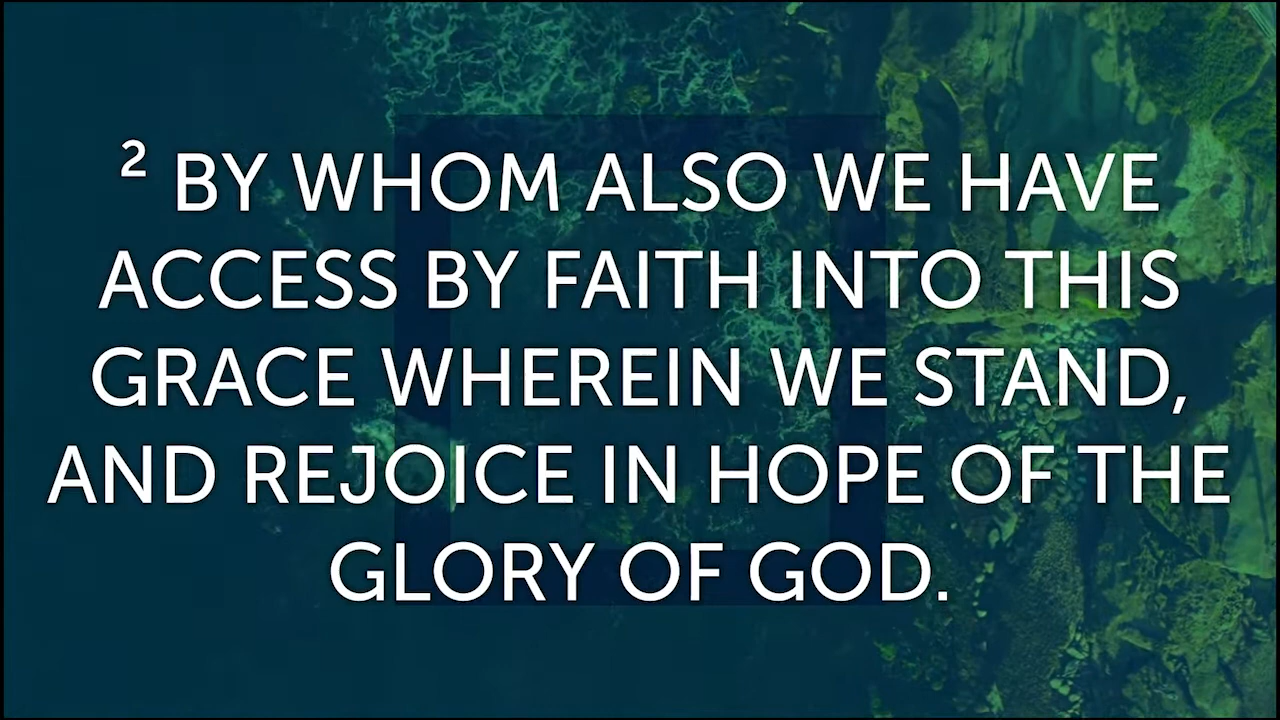 ² BY WHOM ALSO WE HAVE
ACCESS BY FAITH INTO THIS
GRACE WHEREIN WE STAND,
AND REJOICE IN HOPE OF THE
GLORY OF GOD.